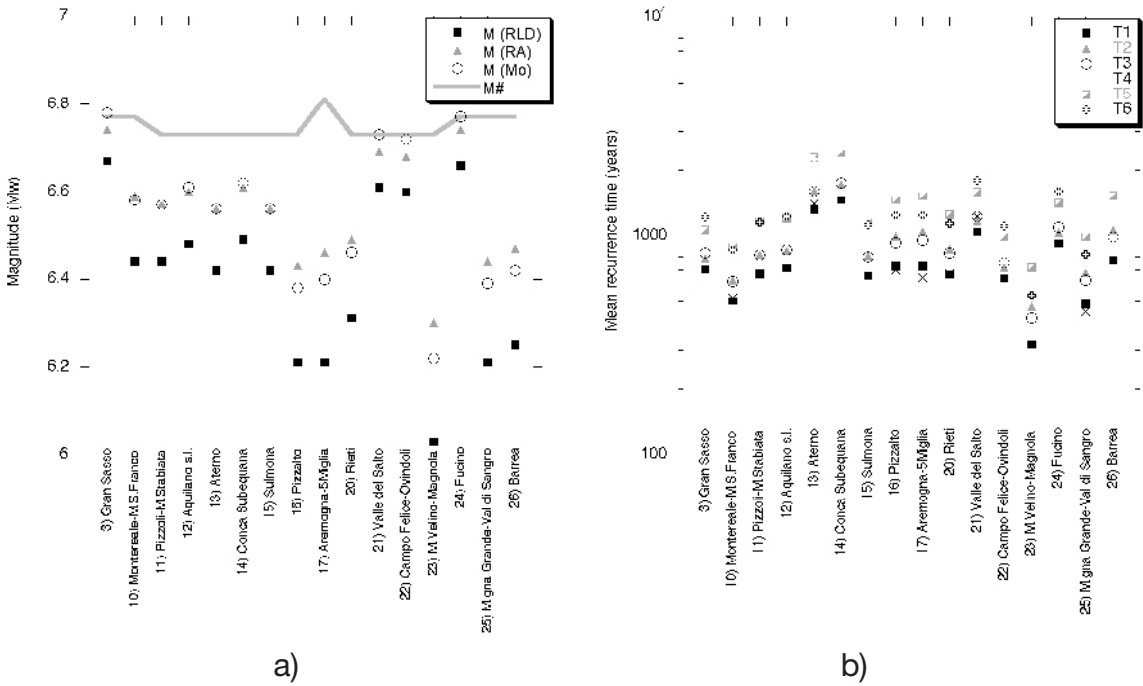 7
6.8
6.6
6.4
6.2
6
Magnitude (Mw)
M (RLD)
M (RA)
M (Mo)
M#
3) Gran Sasso
10) Montereale-M.S.Franco
11) Pizzoli-M.Stabiata
12) Aquilano s.l.
13) Aterno
14) Conca Subequana
15) Sulmona
16) Pizzalto
17) Aremogna-5Miglia
20) Rieti
21) Valle del Salto
22) Campo Felice-Ovindoli
23) M.Velino-Magnola
24) Fucino
25) M.gna Grande-Val di Sangro
26) Barrea
a)
1000
100
Mean recurrence time (years)
T1
T2
T3
T4
T5
T6
3) Gran Sasso
10) Montereale-M.S.Franco
11) Pizzoli-M.Stabiata
12) Aquilano s.l.
13) Aterno
14) Conca Subequana
15) Sulmona
16) Pizzalto
17) Aremogna-5Miglia
20) Rieti
21) Valle del Salto
22) Campo Felice-Ovindoli
23) M.Velino-Magnola
24) Fucino
25) M.gna Grande-Val di Sangro
26) Barrea
b)